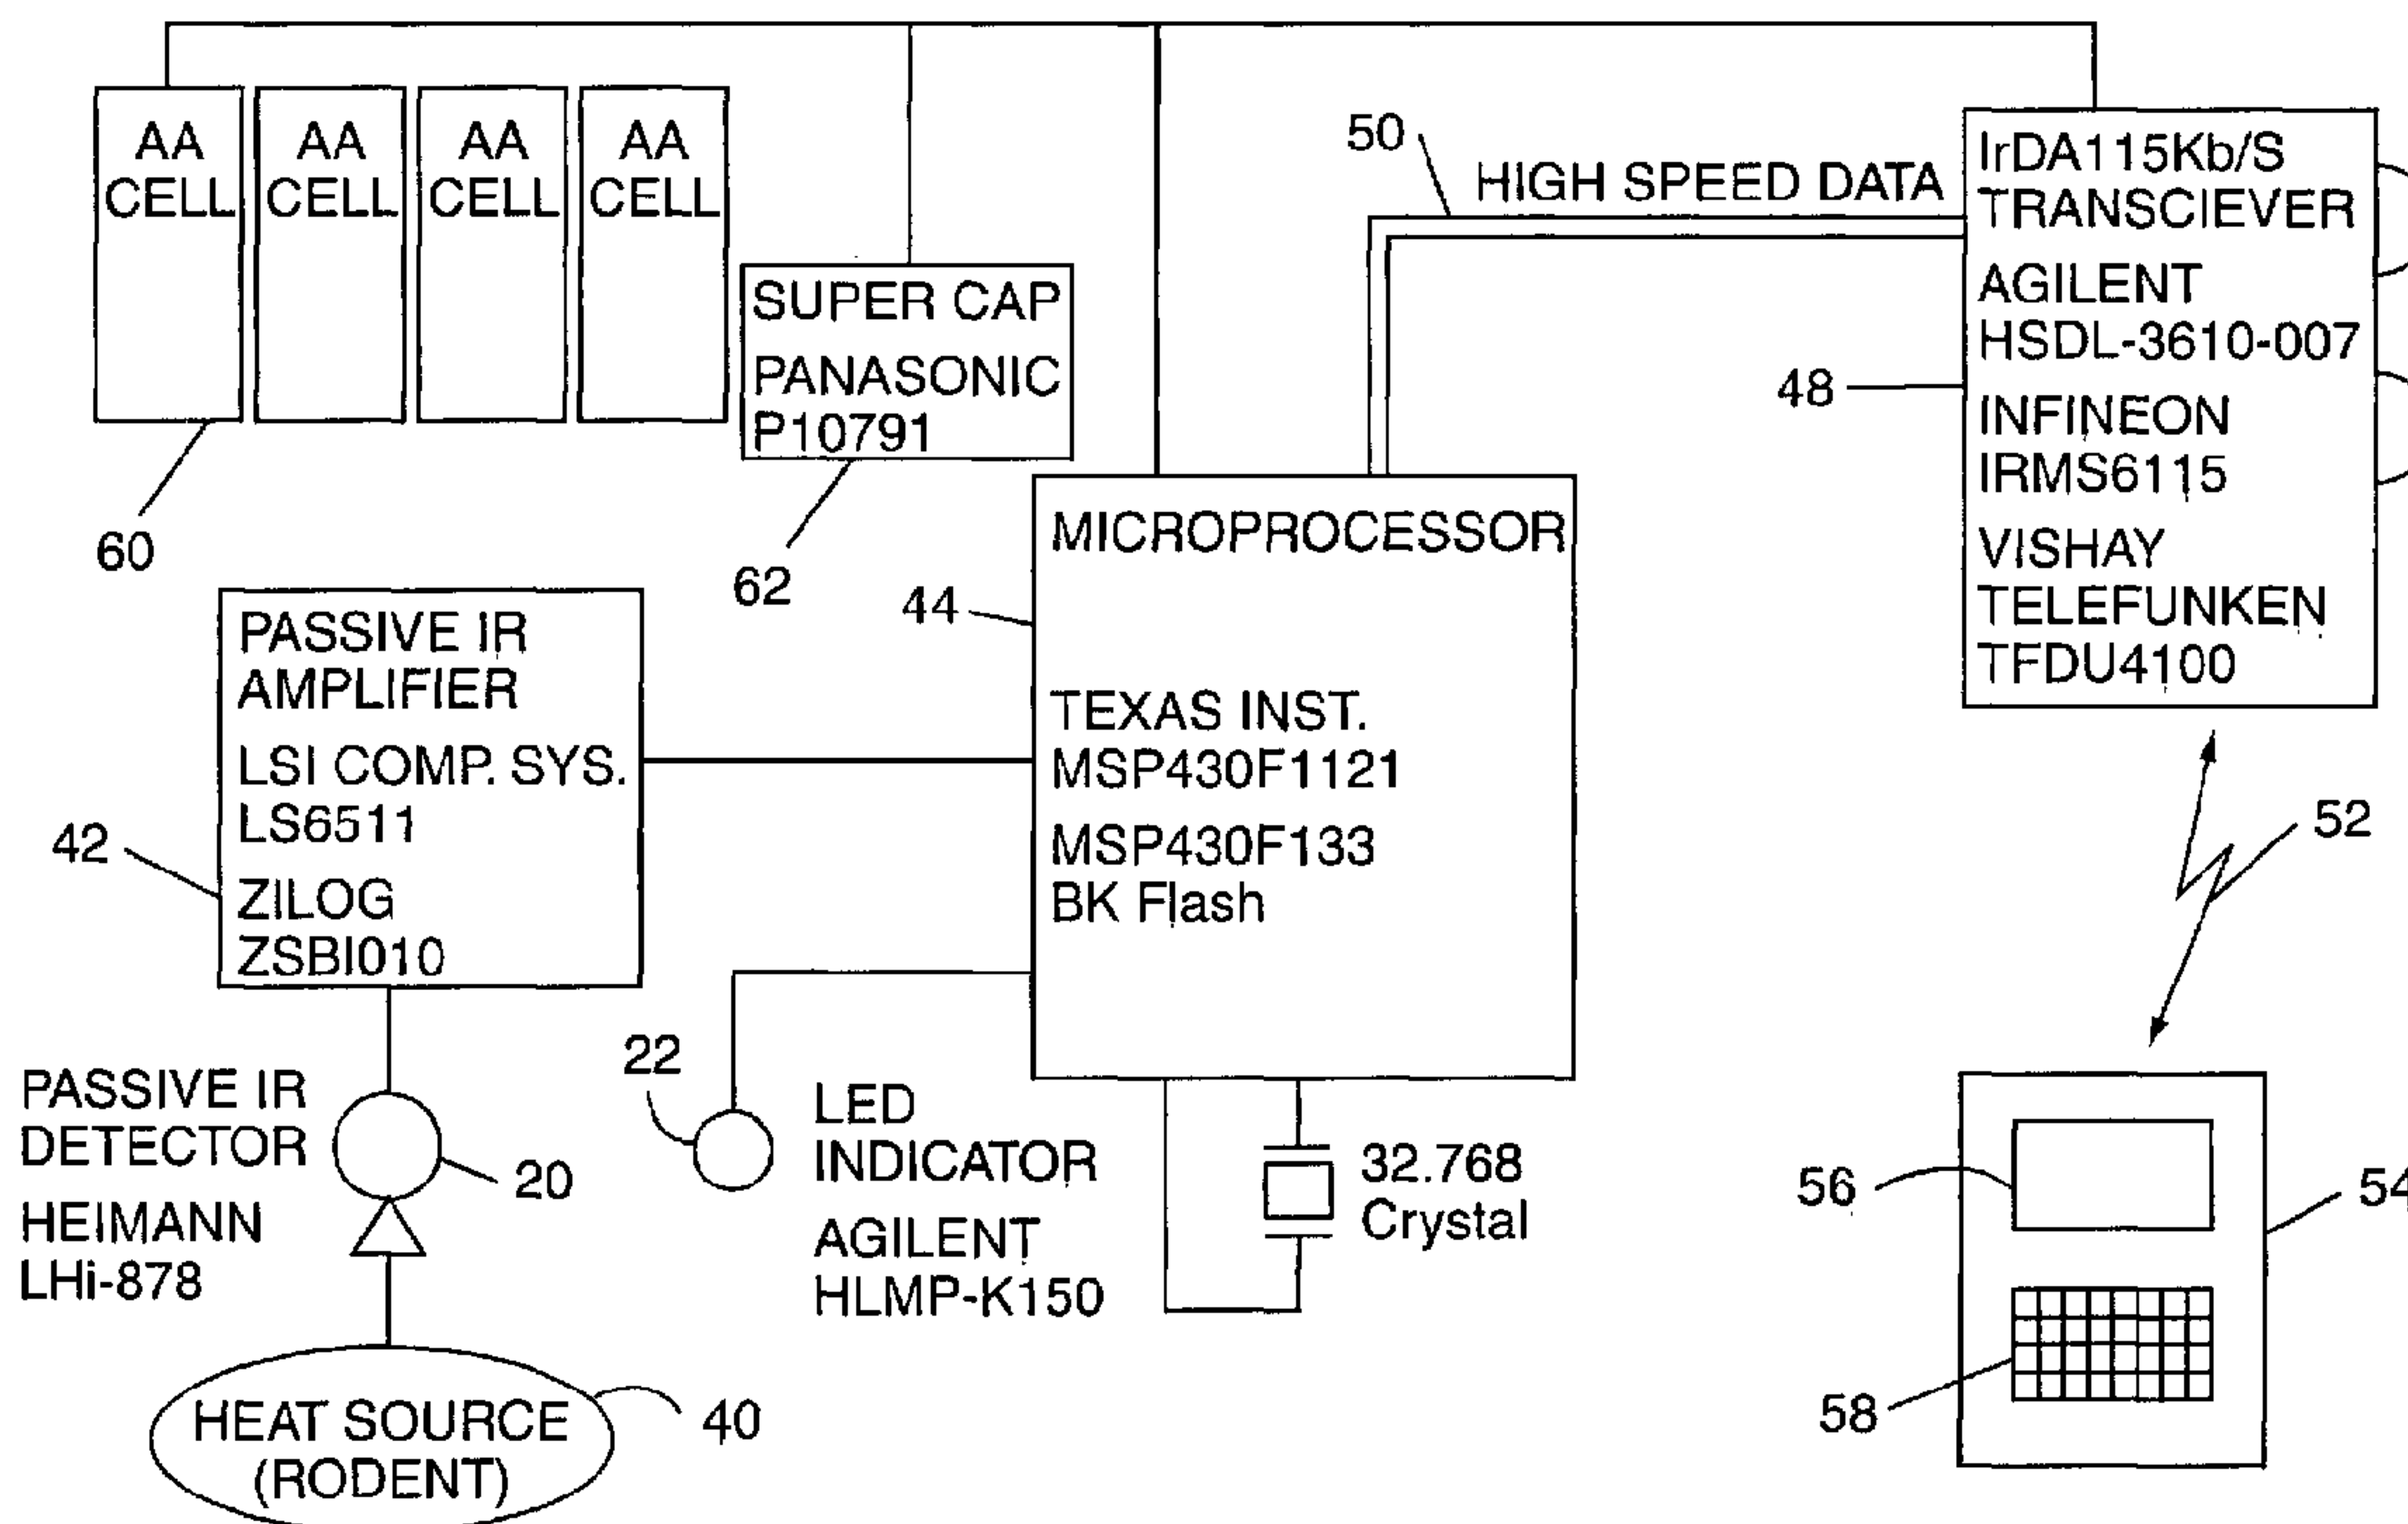 AA
CELL
AA
CELL
AA
CELL
AA
CELL
60
SUPER CAP
PANASONIC
P10791
62
50
HIGH SPEED DATA
IrDA115Kb/S
TRANSCIEVER
AGILENT
HSDL-3610-007
INFINEON
IRMS6115
VISHAY
TELEFUNKEN
TFDU4100
48
MICROPROCESSOR
TEXAS INST.
MSP430F1121
MSP430F133
BK Flash
44
PASSIVE IR
AMPLIFIER
LSI COMP. SYS.
LS6511
ZILOG
ZSBI010
42
52
PASSIVE IR
DETECTOR
HEIMANN
LHi-878
20
22
LED
INDICATOR
AGILENT
HLMP-K150
32.768
Crystal
56
54
58
HEAT SOURCE
(RODENT)
40